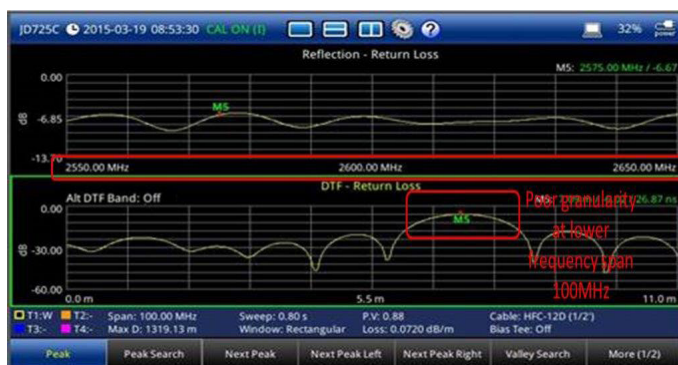 JD725C 2015-03-19 08:53:30 CAL ON (I) 32%
power
Reflection - Return Loss
M5: 2575.00 MHz / -6.67
0.00
M5
dB -6.85
-13.70
2550.00 MHz 2600.00 MHz 2650.00 MHz
DTF - Return Loss
Alt DTF Band: Off
26.87 ns
0.00
M5
Poor granularity
at lower
frequency span
100MHz
dB -30.00
-60.00
0.0 m 5.5 m 11.0 m
T1:W T2:- Span: 100.00 MHz Sweep: 0.80 s P.V: 0.88 Cable: HFC-12D (1/2')
T3:- T4:- Max D: 1319.13 m Window: Rectangular Loss: 0.0720 dB/m Bias Tee: Off
Peak Peak Search Next Peak Next Peak Left Next Peak Right Valley Search More (1/2)